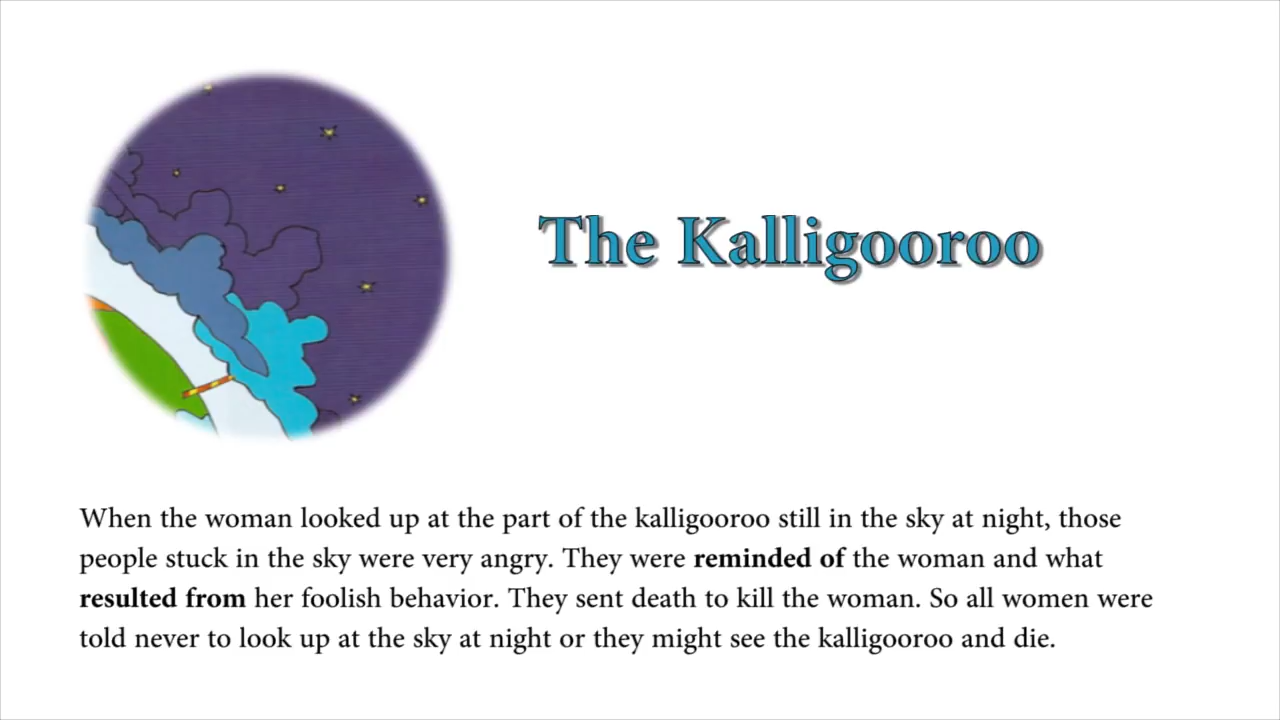 The Kalligooroo
When the woman looked up at the part of the kalligooroo still in the sky at night, those
people stuck in the sky were very angry. They were reminded of the woman and what
resulted from her foolish behavior. They sent death to kill the woman. So all women were
told never to look up at the sky at night or they might see the kalligooroo and die.